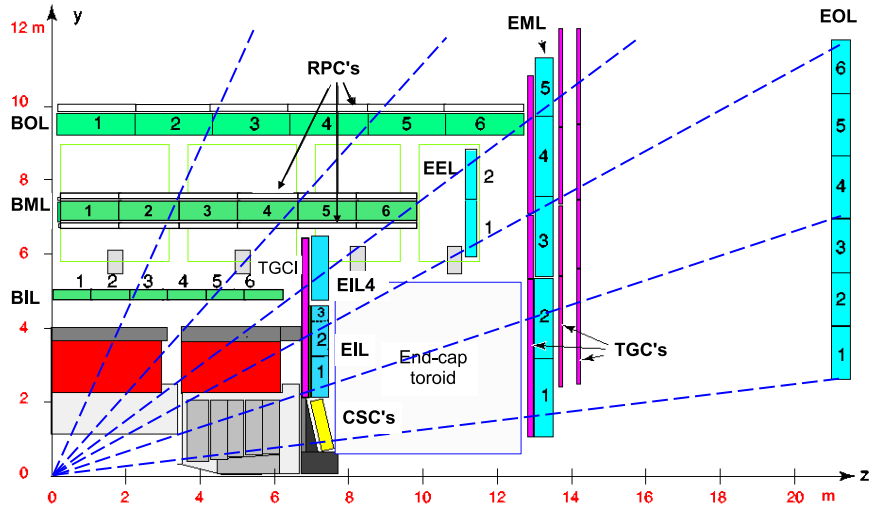 y
12 m
EML
EOL
RPC's
6
5
10
BOL
1 2 3 4 5 6
5
4
8
EEL
2
BML
1 2 3 4 5 6
4
1
3
6
TGCI
3
1 2 3 4 5 6
BIL
EIL4
2
4
3
2
EIL
2
TGC's
1
End-cap
toroid
1
2
CSC's
1
0
z
0 2 4 6 8 10 12 14 16 18 20 m